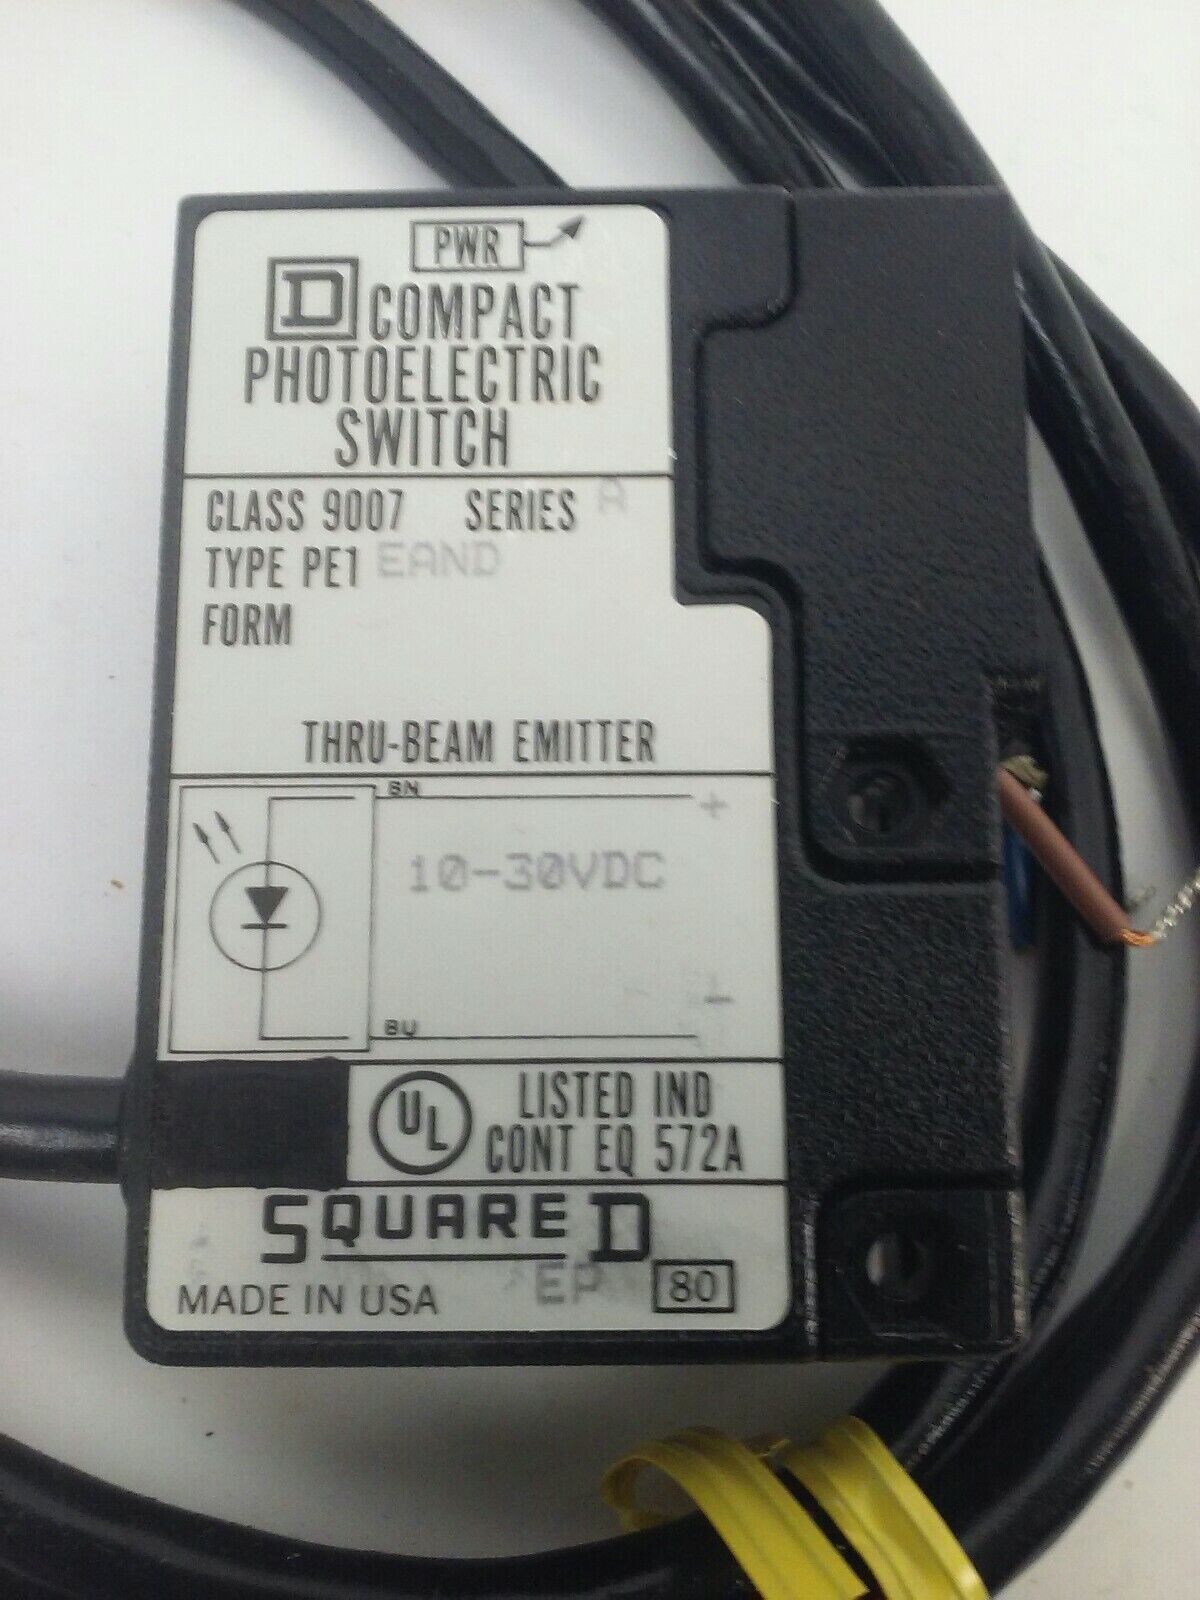 PWR
D COMPACT
PHOTOELECTRIC
SWITCH
CLASS 9007 SERIES A
TYPE PE1 EAND
FORM
THRU-BEAM EMITTER
BN +
10-30VDC
BU -
UL LISTED IND
CONT EQ 572A
SQUARE D
MADE IN USA EP 80